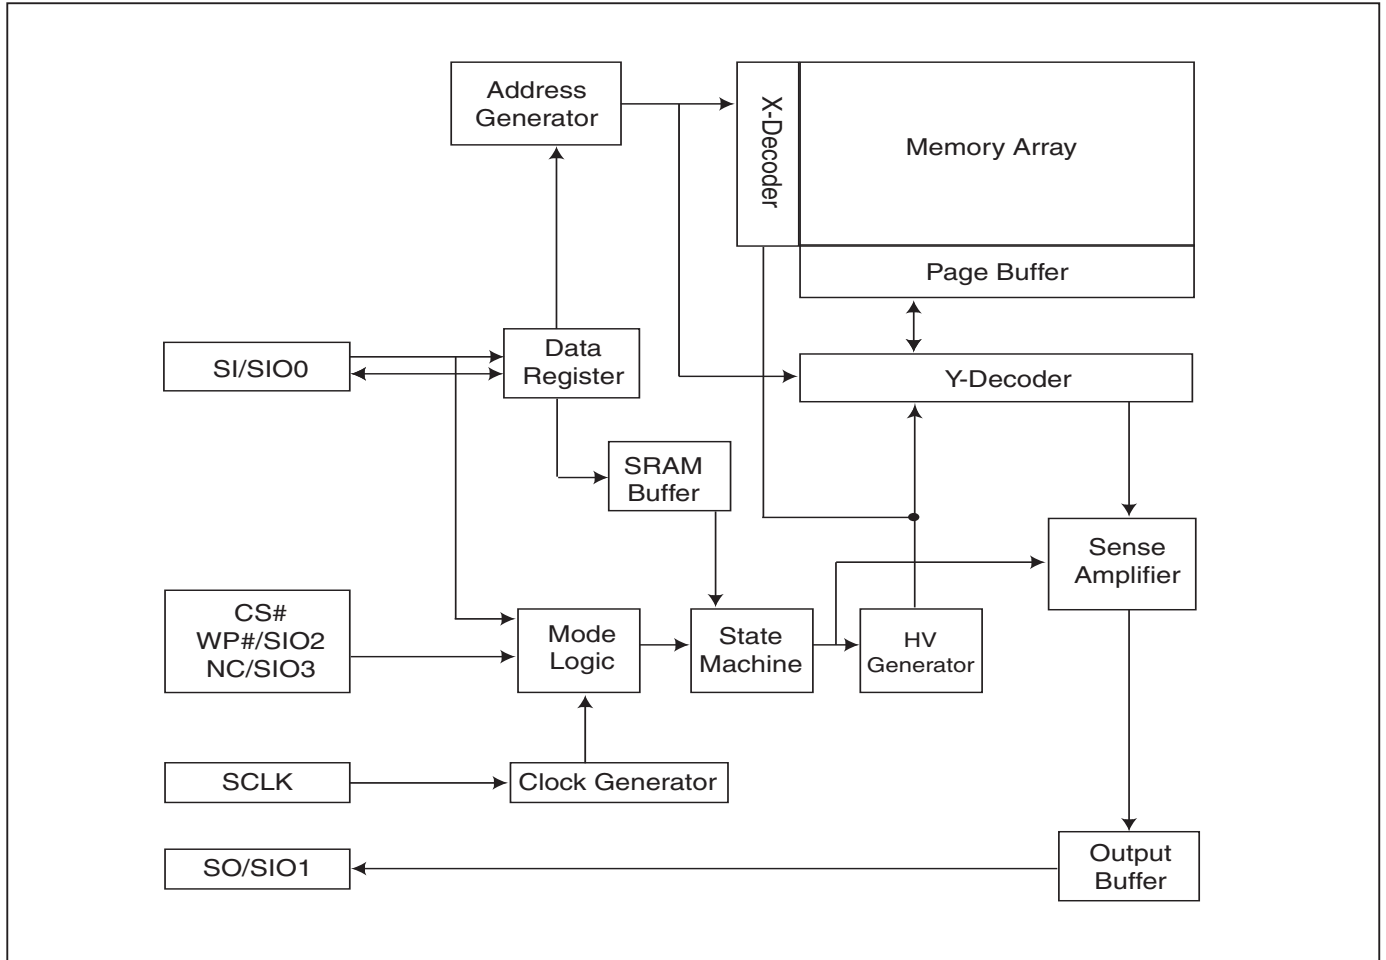 Address
Generator
X-Decoder
Memory Array
Page Buffer
SI/SIO0
Data
Register
Y-Decoder
SRAM
Buffer
Sense
Amplifier
CS#
WP#/SIO2
NC/SIO3
Mode
Logic
State
Machine
HV
Generator
SCLK
Clock Generator
SO/SIO1
Output
Buffer